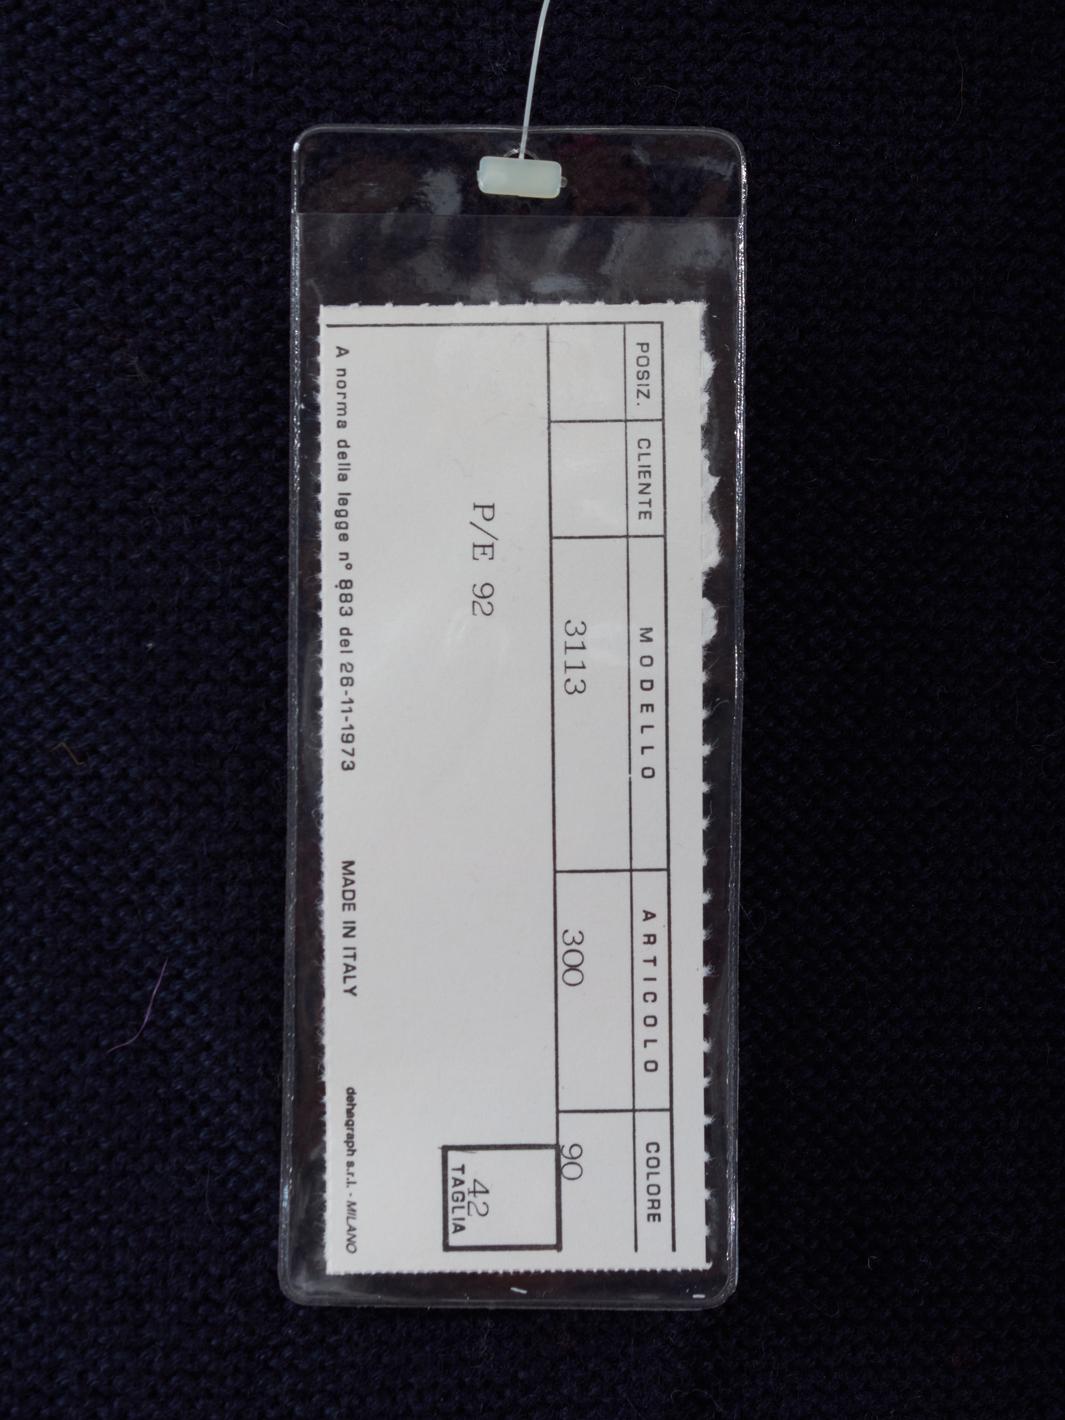 POSIZ. CLIENTE MODELLO ARTICOLO COLORE
3113 300 90
P/E 92
42
TAGLIA
A norma della legge n° 883 del 26-11-1973 MADE IN ITALY dehagraph s.r.l. - MILANO